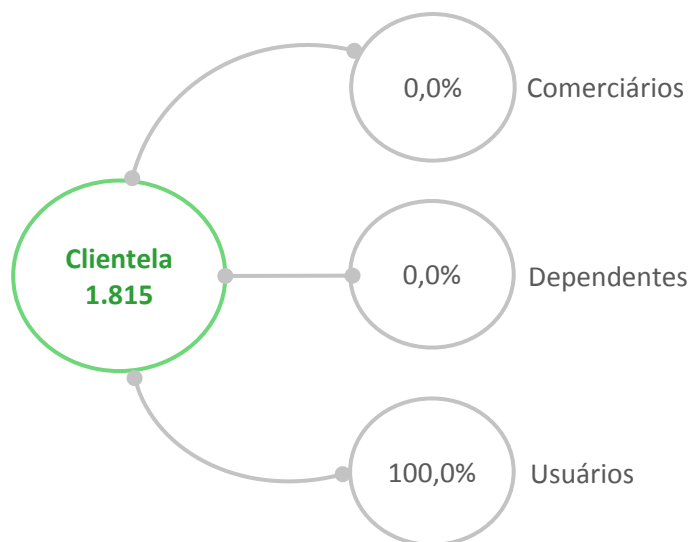 0,0% Comerciários
Clientela
1.815
0,0% Dependentes
100,0% Usuários